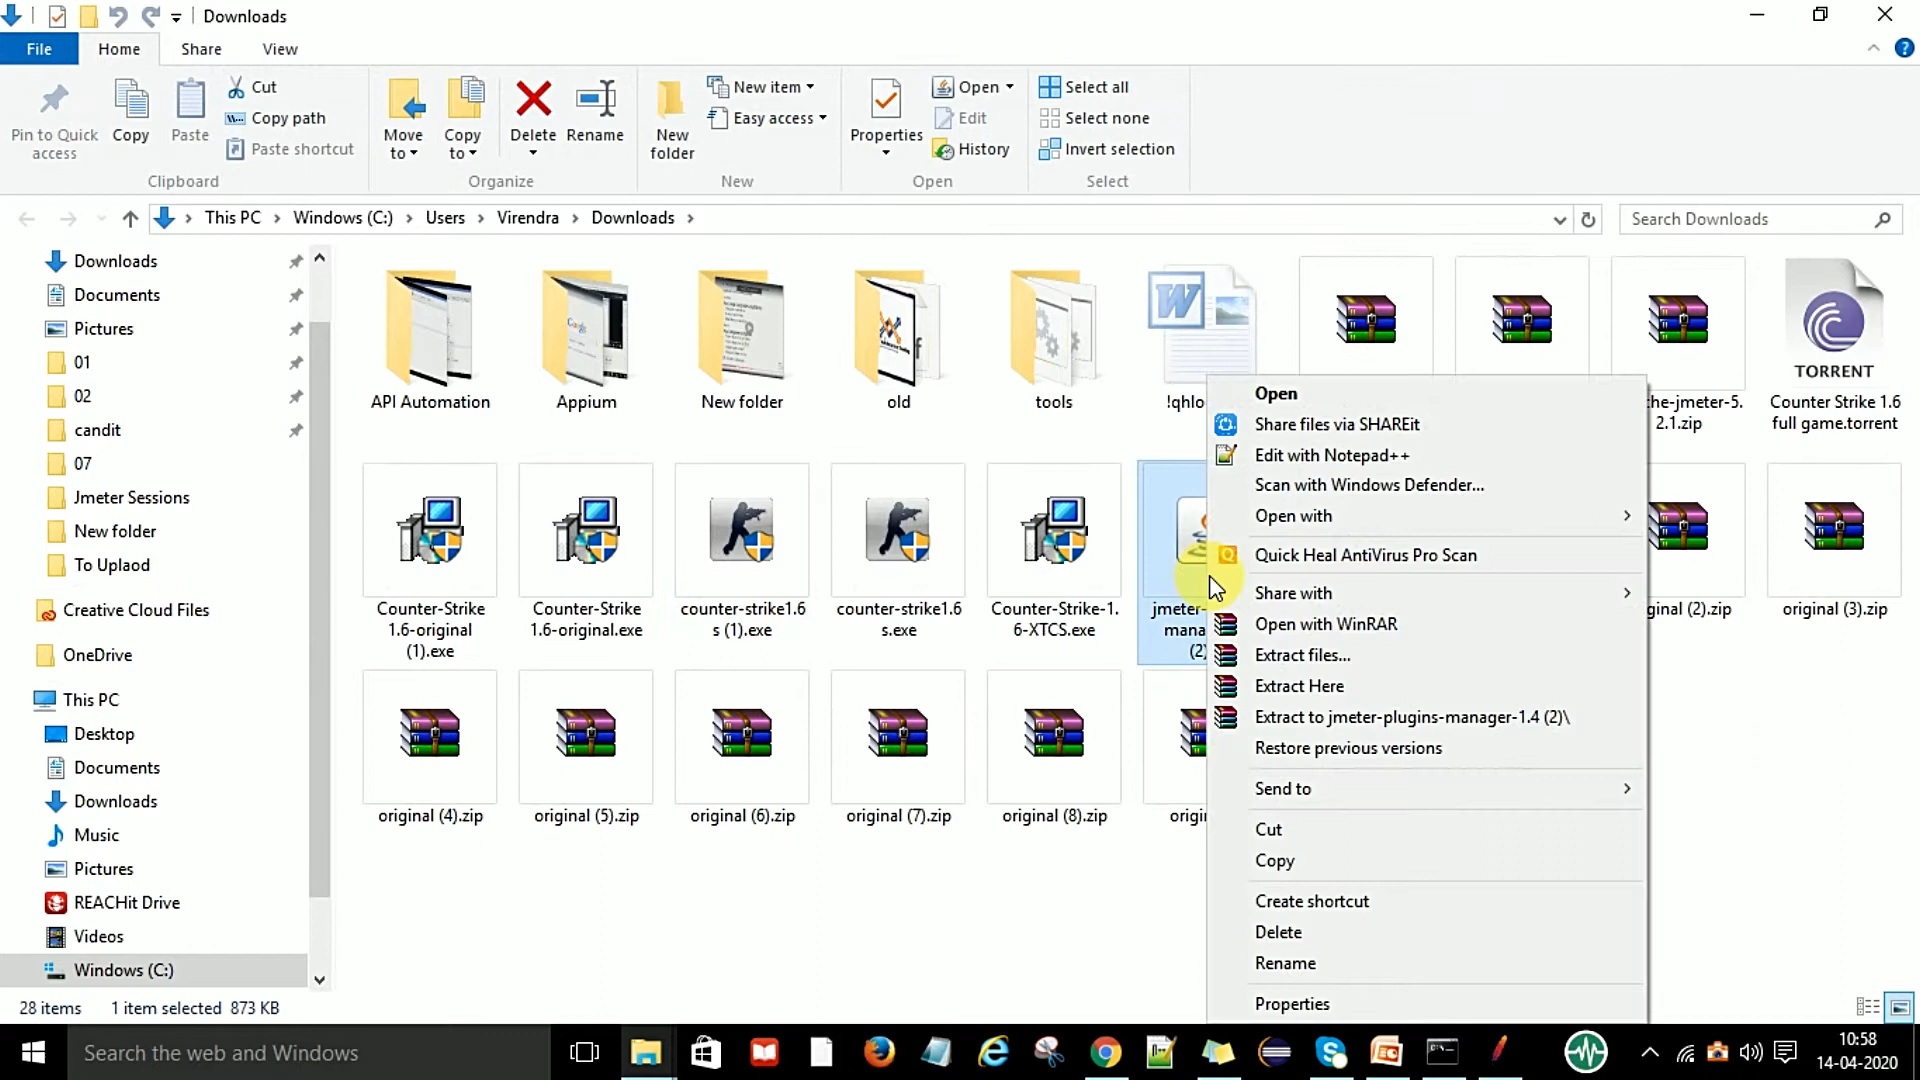 Downloads
File
Home
Share
View
Pin to Quick access
Copy
Paste
Cut
Copy path
Paste shortcut
Clipboard
Move to
Copy to
Delete
Rename
Organize
New folder
New item
Easy access
New
Properties
Open
Edit
History
Open
Select all
Select none
Invert selection
Select
This PC > Windows (C:) > Users > Virendra > Downloads >
Search Downloads
Downloads
Documents
Pictures
01
02
candit
07
Jmeter Sessions
New folder
To Uplaod
Creative Cloud Files
OneDrive
This PC
Desktop
Documents
Downloads
Music
Pictures
REACHit Drive
Videos
Windows (C:)
API Automation
Appium
New folder
old
tools
!qhlo
he-jmeter-5.
2.1.zip
TORRENT
Counter Strike 1.6
full game.torrent
Counter-Strike
1.6-original
(1).exe
Counter-Strike
1.6-original.exe
counter-strike1.6
s (1).exe
counter-strike1.6
s.exe
Counter-Strike-1.
6-XTCS.exe
jmeter-
mana
(2)
ginal (2).zip
original (3).zip
original (4).zip
original (5).zip
original (6).zip
original (7).zip
original (8).zip
origi
Open
Share files via SHAREit
Edit with Notepad++
Scan with Windows Defender...
Open with
Quick Heal AntiVirus Pro Scan
Share with
Open with WinRAR
Extract files...
Extract Here
Extract to jmeter-plugins-manager-1.4 (2)\
Restore previous versions
Send to
Cut
Copy
Create shortcut
Delete
Rename
Properties
28 items 1 item selected 873 KB
Search the web and Windows
10:58
14-04-2020